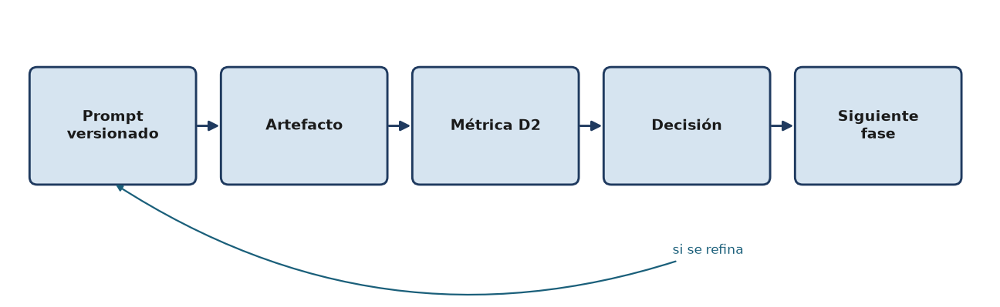 Prompt
versionado
Artefacto
Métrica D2
Decisión
Siguiente
fase
si se refina